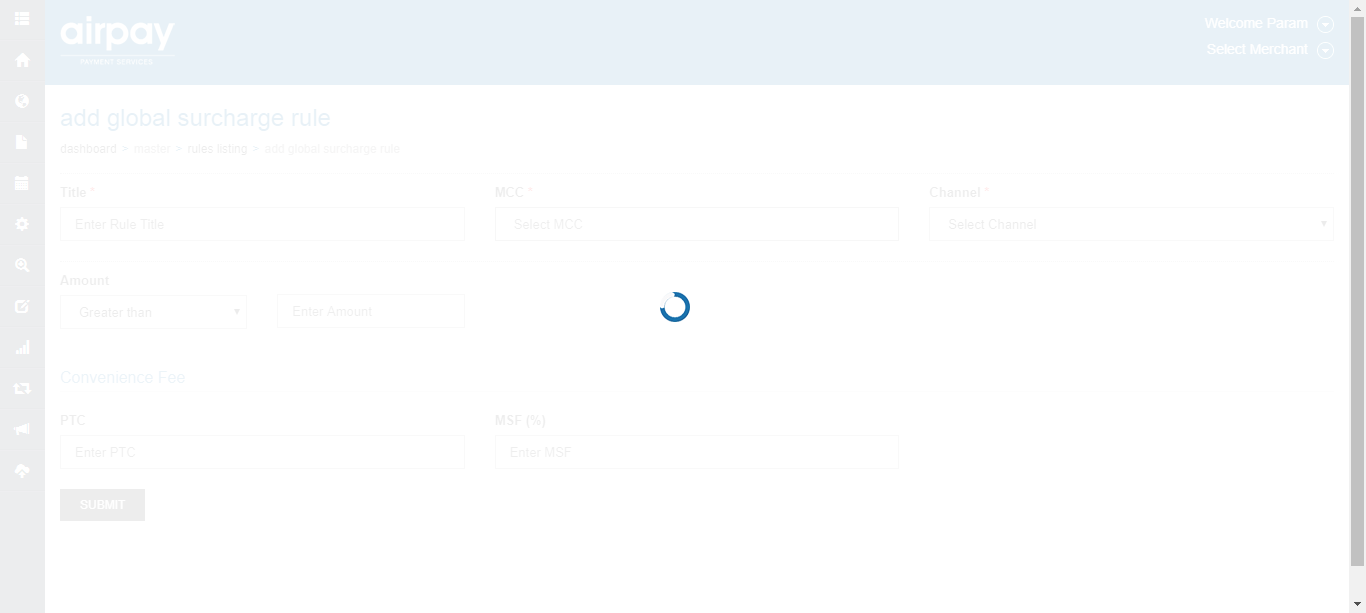 airpay
PAYMENT SERVICES
Welcome Param
Select Merchant
add global surcharge rule
dashboard > master > rules listing > add global surcharge rule
Title * MCC * Channel *
Enter Rule Title Select MCC Select Channel
Amount
Greater than Enter Amount
Convenience Fee
PTC MSF (%)
Enter PTC Enter MSF
SUBMIT